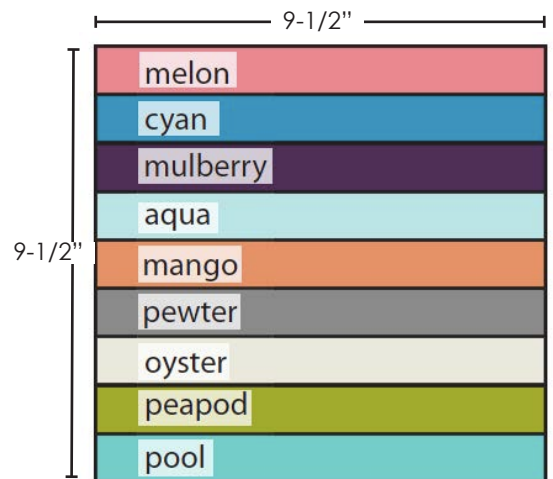 9-1/2”
melon
cyan
mulberry
aqua
9-1/2”
mango
pewter
oyster
peapod
pool